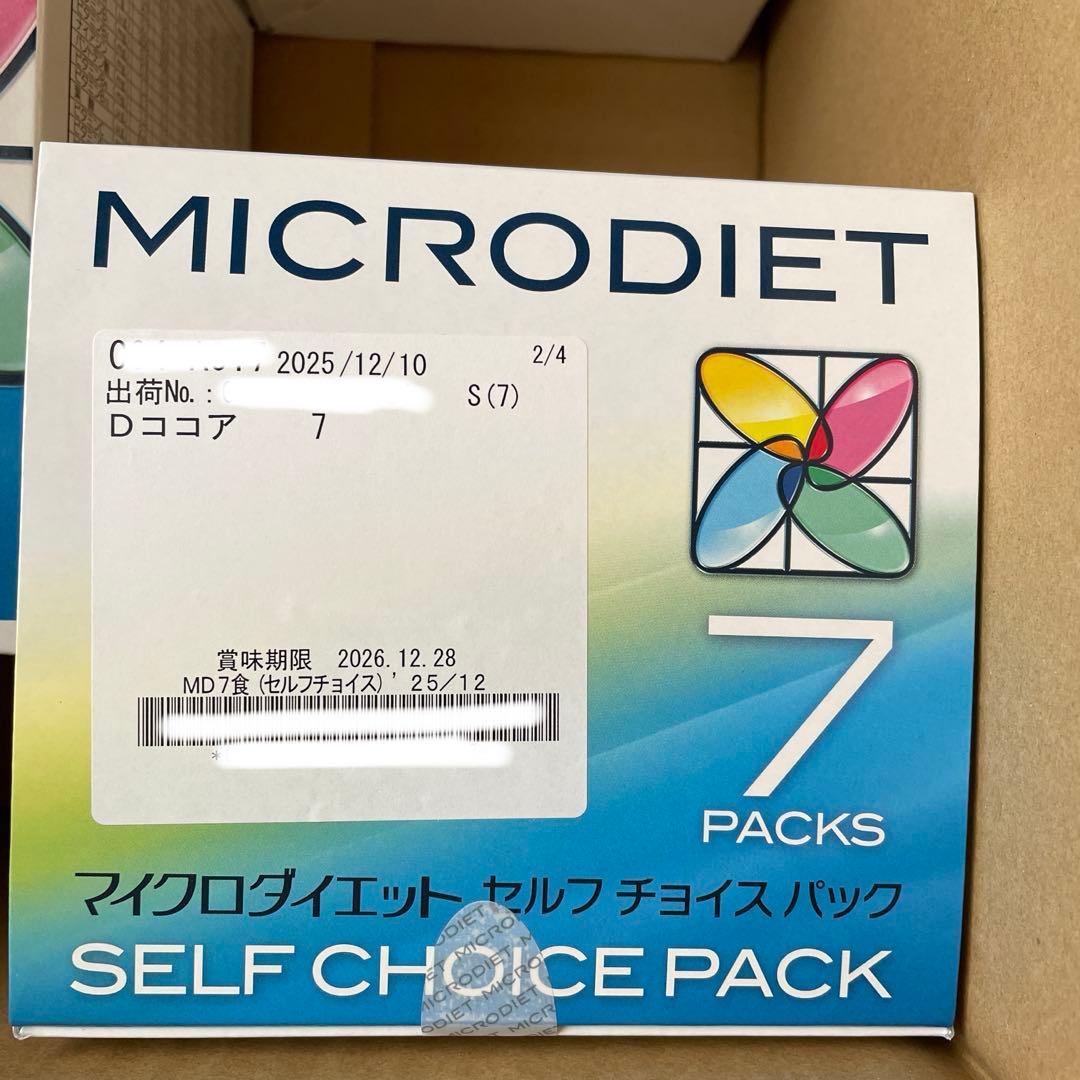 MICRODIET
2025/12/10
2/4
出荷No.:
S(7)
Dココア 7
賞味期限 2026.12.28
MD7食(セルフチョイス)'25/12
*
7
PACKS
マイクロダイエット セルフ チョイス パック
SELF CHOICE PACK
MICRODIET MICRODIET